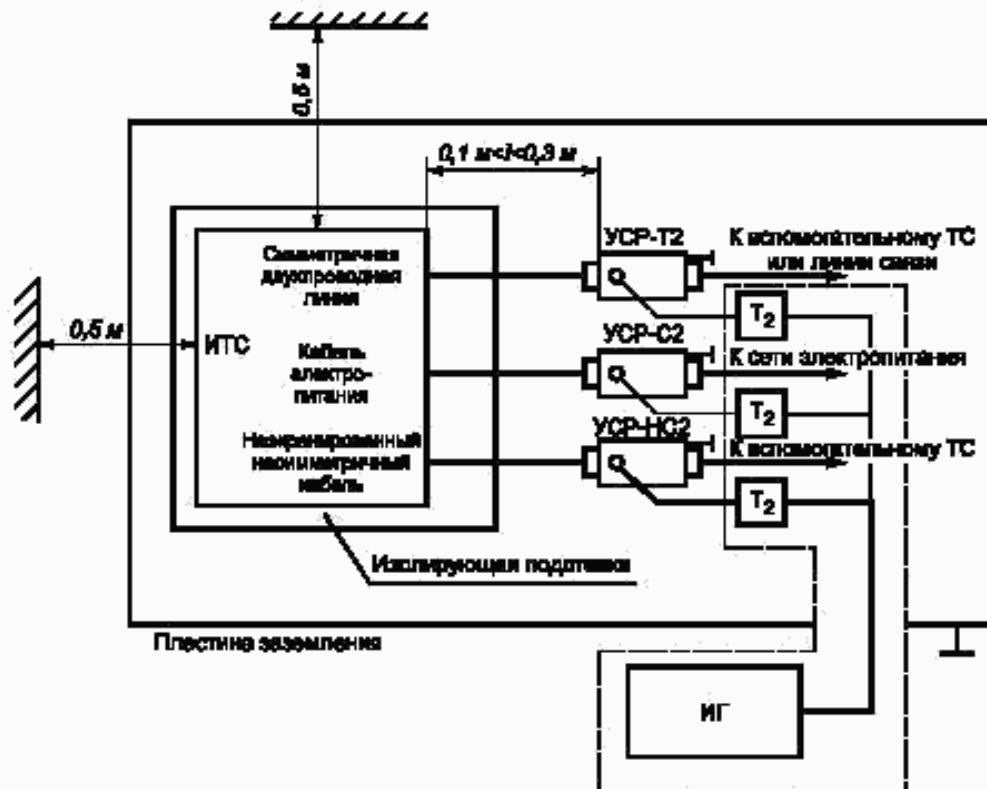 0,5 м
0,1 м<l<0,3 м
УСР-Т2
К вспомогательному ТС
или линии связи
Симметричная
двухпроводная
линия
Т2
0,5 м
ИТС
УСР-С2
К сети электропитания
Кабель
электро-
питания
Т2
УСР-НС2
К вспомогательному ТС
Неэкранированный
несимметричный
кабель
Т2
Изолирующая подставка
Пластина заземления
ИГ